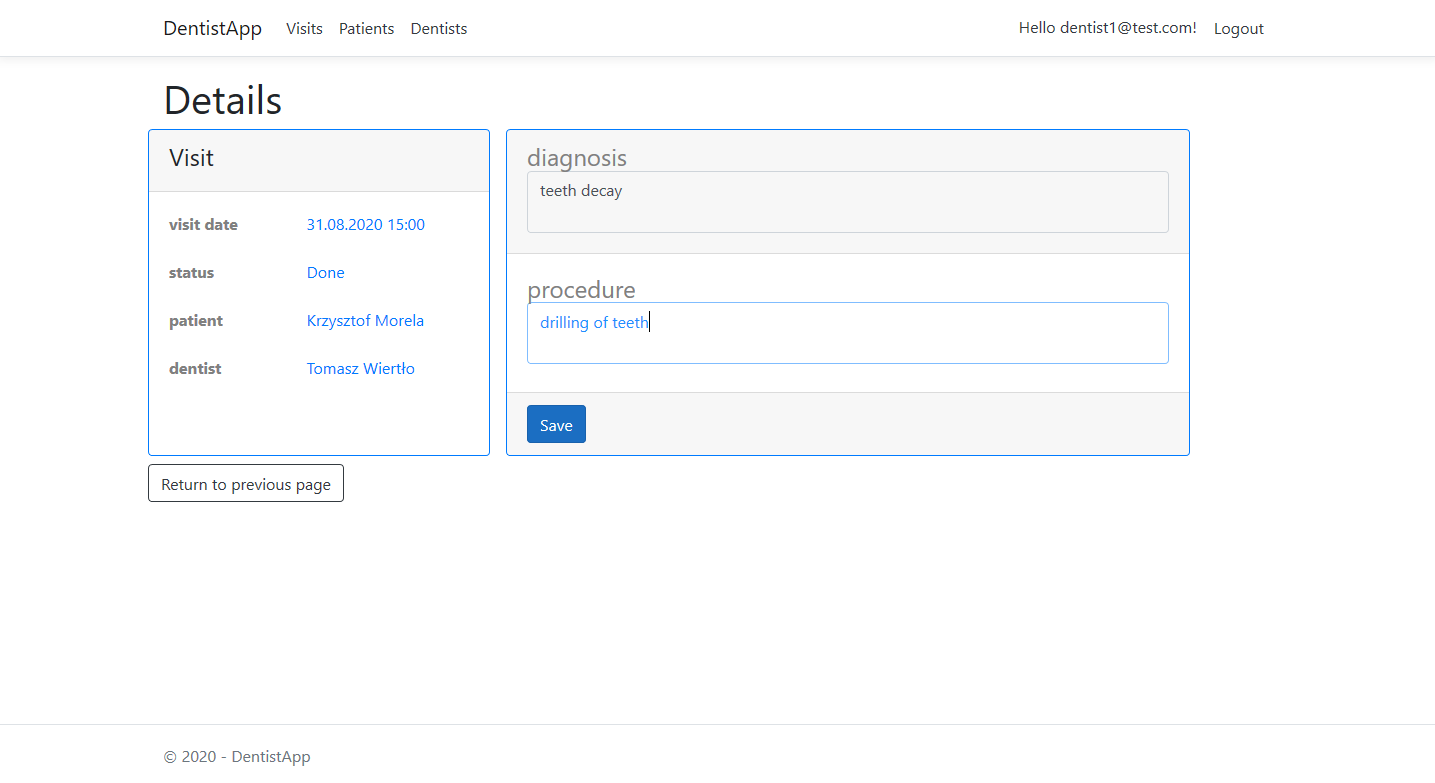 DentistApp Visits Patients Dentists Hello dentist1@test.com! Logout
Details
Visit
visit date 31.08.2020 15:00
status Done
patient Krzysztof Morela
dentist Tomasz Wiertło
diagnosis
teeth decay
procedure
drilling of teeth
Save
Return to previous page
© 2020 - DentistApp